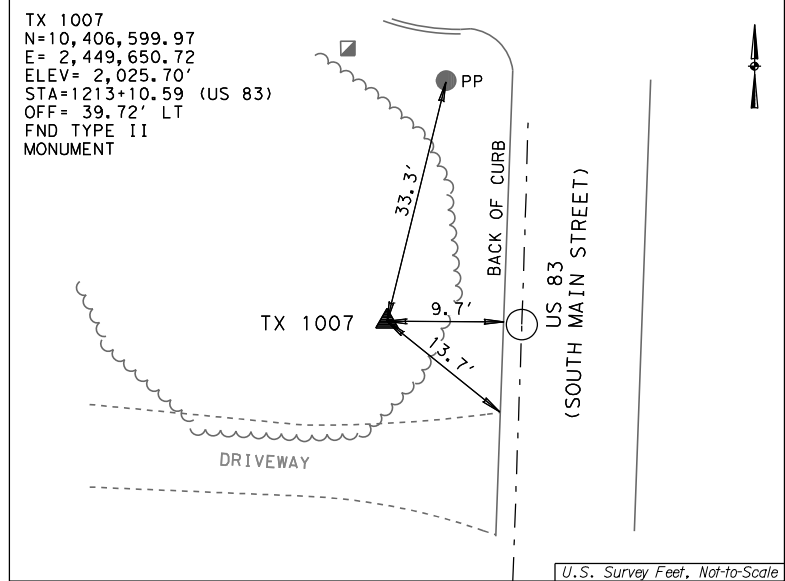 TX 1007
N=10,406,599.97
E= 2,449,650.72
ELEV= 2,025.70'
STA=1213+10.59 (US 83)
OFF= 39.72' LT
FND TYPE II
MONUMENT
PP
33.3'
BACK OF CURB
US 83
(SOUTH MAIN STREET)
TX 1007
9.7'
13.7'
DRIVEWAY
U.S. Survey Feet, Not-to-Scale